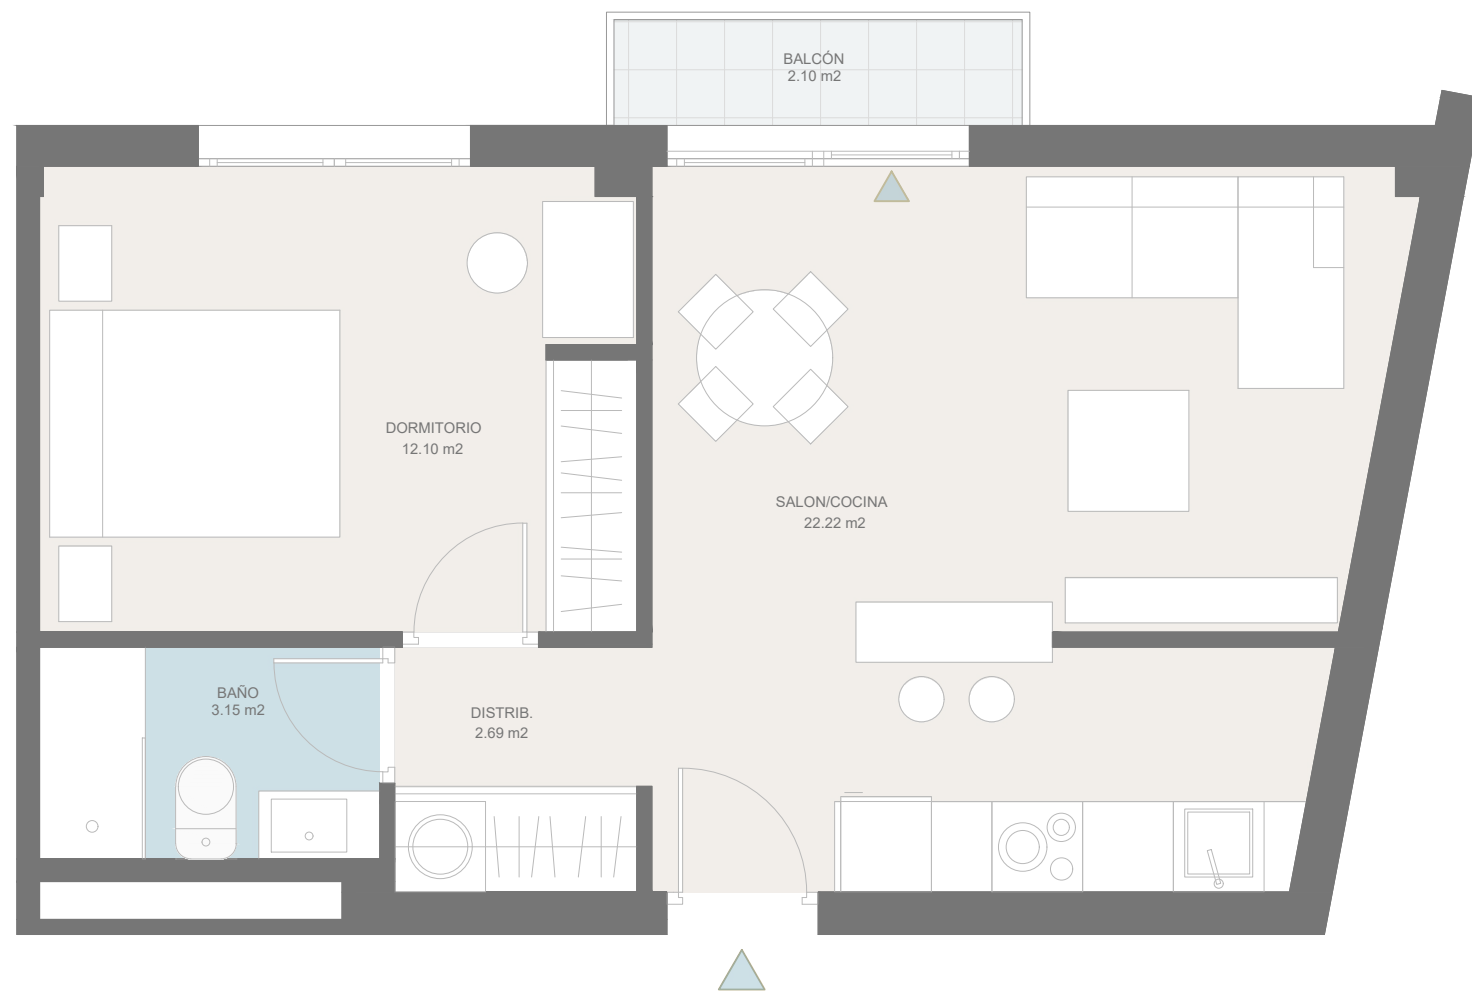 BALCÓN
2.10 m2
DORMITORIO
12.10 m2
SALON/COCINA
22.22 m2
BAÑO
3.15 m2
DISTRIB.
2.69 m2